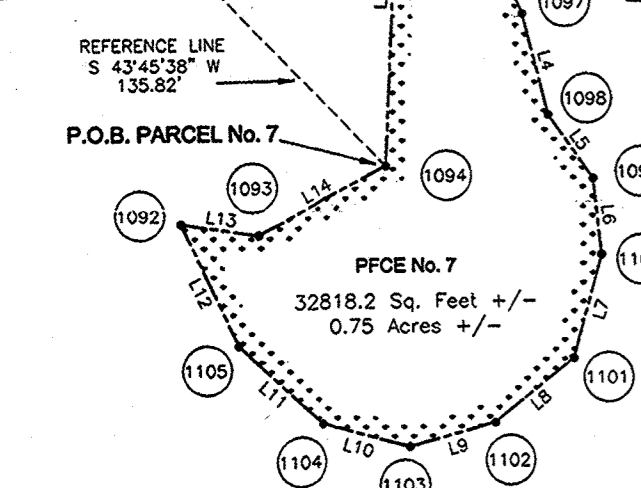 1097
REFERENCE LINE
S 43°45'38" W
135.82'
L4
1098
L5
P.O.B. PARCEL No. 7
1094
1093
L14
1092
L13
L6
PFCE No. 7
32818.2 Sq. Feet +/-
0.75 Acres +/-
L12
L7
1105
1101
L11
L8
1104
L10
1103
L9
1102